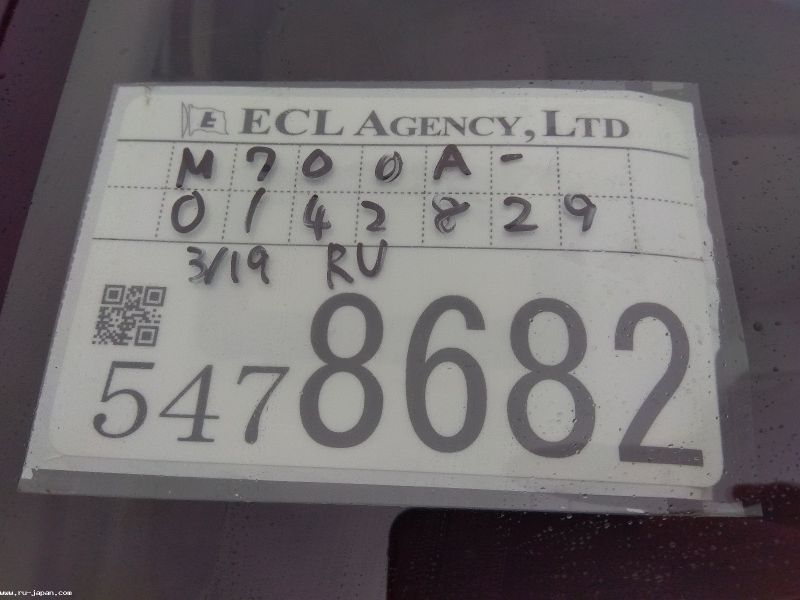 E ECL AGENCY, LTD
M700A-
0142829
3/19 RU
5478682
www.ru-japan.com